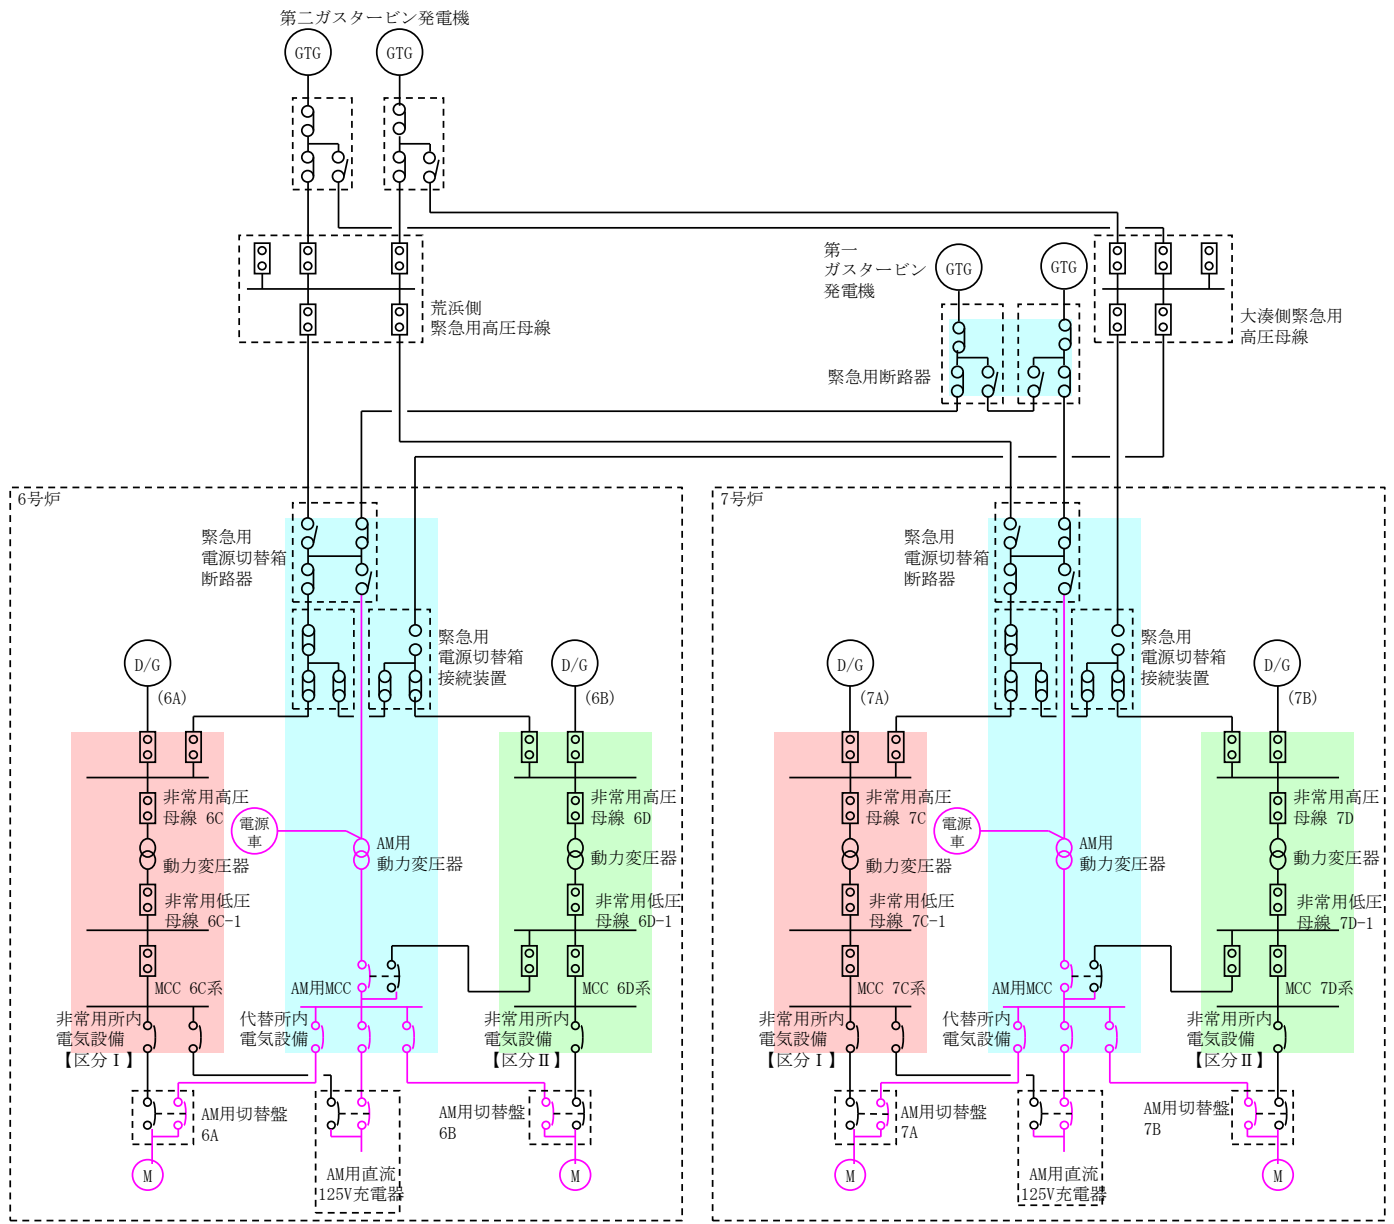 第二ガスタービン発電機
GTG
GTG
第一
ガスタービン
発電機
GTG
GTG
荒浜側
緊急用高圧母線
大湊側緊急用
高圧母線
緊急用断路器
6号炉
緊急用
電源切替箱
断路器
緊急用
電源切替箱
接続装置
D/G
(6A)
D/G
(6B)
非常用高圧
母線 6C
電源
車
AM用
動力変圧器
非常用高圧
母線 6D
動力変圧器
動力変圧器
非常用低圧
母線 6C-1
非常用低圧
母線 6D-1
MCC 6C系
AM用MCC
MCC 6D系
非常用所内
電気設備
【区分Ⅰ】
代替所内
電気設備
非常用所内
電気設備
【区分Ⅱ】
AM用切替盤
6A
AM用切替盤
6B
M
AM用直流
125V充電器
M
7号炉
緊急用
電源切替箱
断路器
緊急用
電源切替箱
接続装置
D/G
(7A)
D/G
(7B)
非常用高圧
母線 7C
電源
車
AM用
動力変圧器
非常用高圧
母線 7D
動力変圧器
動力変圧器
非常用低圧
母線 7C-1
非常用低圧
母線 7D-1
MCC 7C系
AM用MCC
MCC 7D系
非常用所内
電気設備
【区分Ⅰ】
代替所内
電気設備
非常用所内
電気設備
【区分Ⅱ】
AM用切替盤
7A
AM用切替盤
7B
M
AM用直流
125V充電器
M